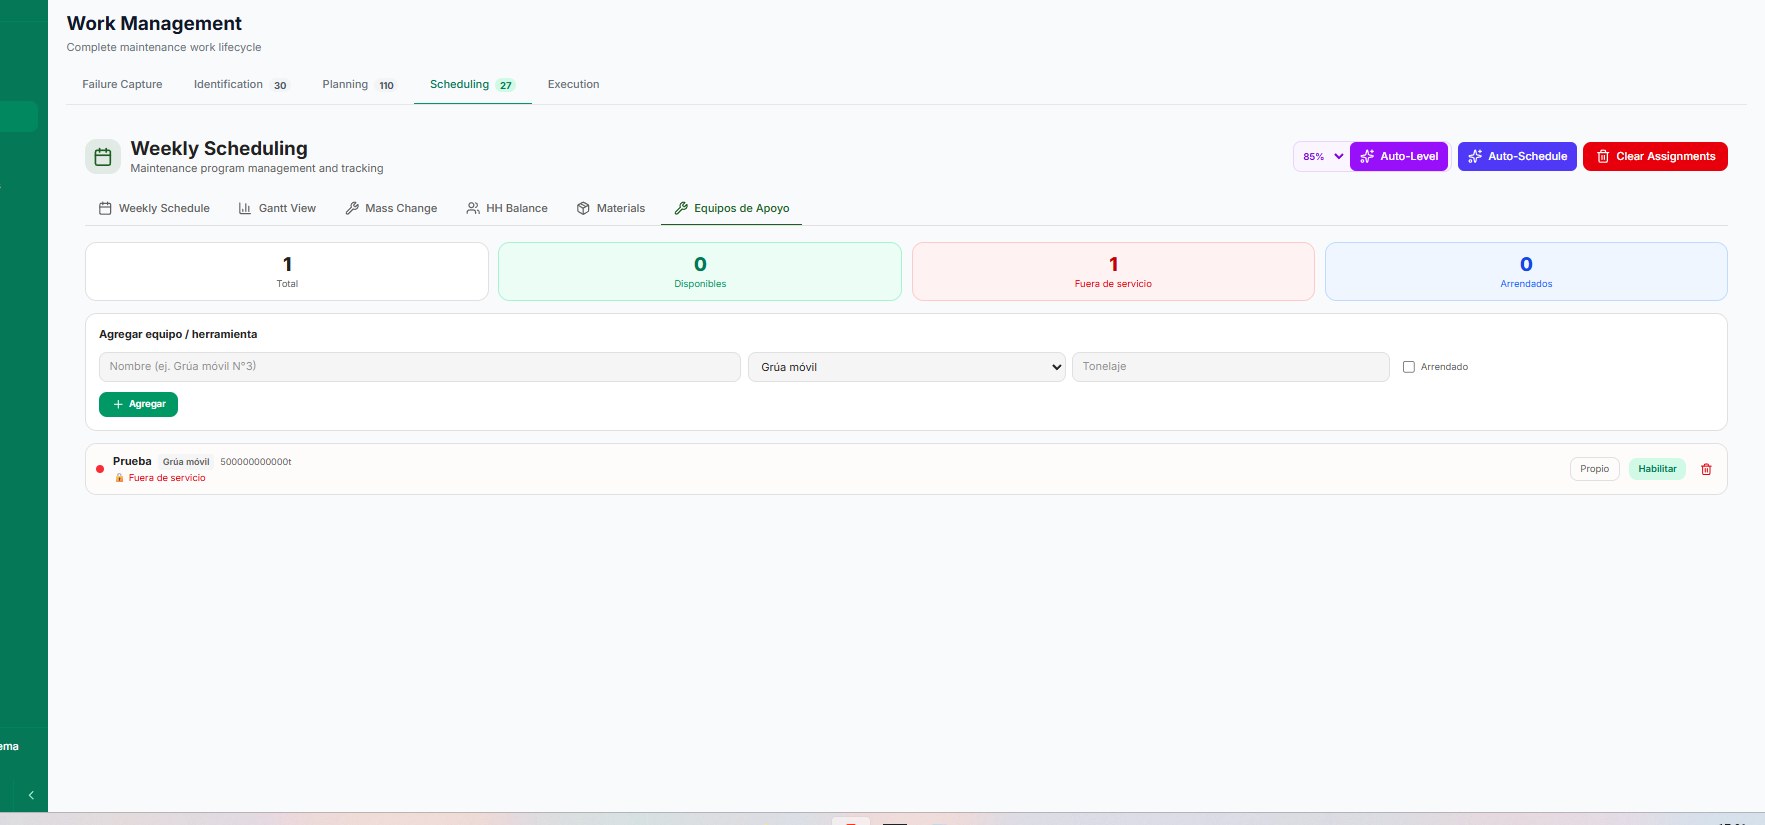 Work Management
Complete maintenance work lifecycle
Failure Capture Identification 30 Planning 110 Scheduling 27 Execution
Weekly Scheduling
Maintenance program management and tracking
85% Auto-Level Auto-Schedule Clear Assignments
Weekly Schedule Gantt View Mass Change HH Balance Materials Equipos de Apoyo
1 0 1 0
Total Disponibles Fuera de servicio Arrendados
Agregar equipo / herramienta
Nombre (ej. Grúa móvil N°3) Grúa móvil Tonelaje Arrendado
+ Agregar
Prueba Grúa móvil 500000000000t
Fuera de servicio
Propio Habilitar
ema